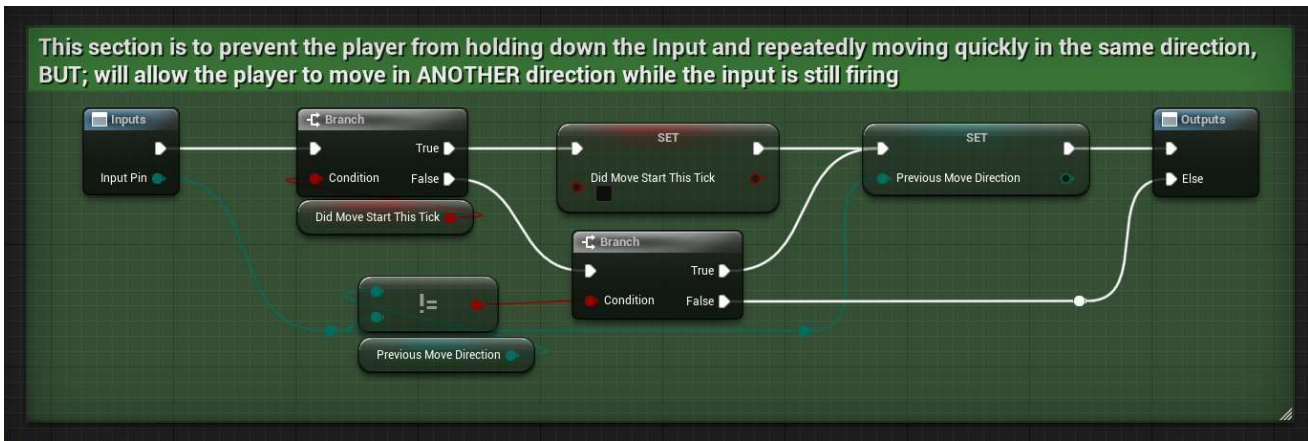 This section is to prevent the player from holding down the Input and repeatedly moving quickly in the same direction,
BUT; will allow the player to move in ANOTHER direction while the input is still firing
Inputs
Input Pin
Branch
True
Condition
False
Did Move Start This Tick
SET
Did Move Start This Tick
SET
Previous Move Direction
Outputs
Else
Branch
True
Condition
False
!=
Previous Move Direction